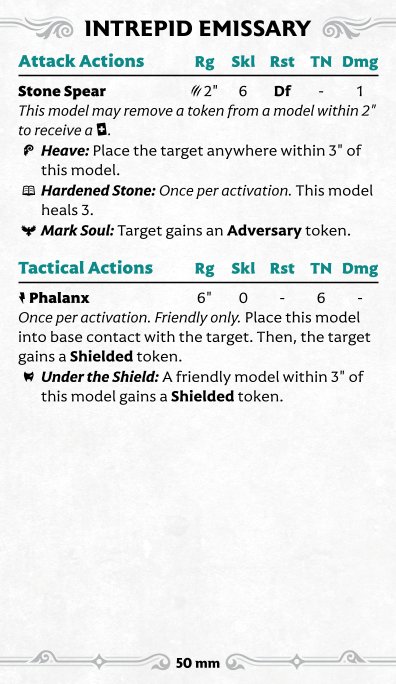 INTREPID EMISSARY
Attack Actions Rg Skl Rst TN Dmg
Stone Spear 2" 6 Df - 1
This model may remove a token from a model within 2"
to receive a .
Heave: Place the target anywhere within 3" of
this model.
Hardened Stone: Once per activation. This model
heals 3.
Mark Soul: Target gains an Adversary token.
Tactical Actions Rg Skl Rst TN Dmg
Phalanx 6" 0 - 6 -
Once per activation. Friendly only. Place this model
into base contact with the target. Then, the target
gains a Shielded token.
Under the Shield: A friendly model within 3" of
this model gains a Shielded token.
50 mm